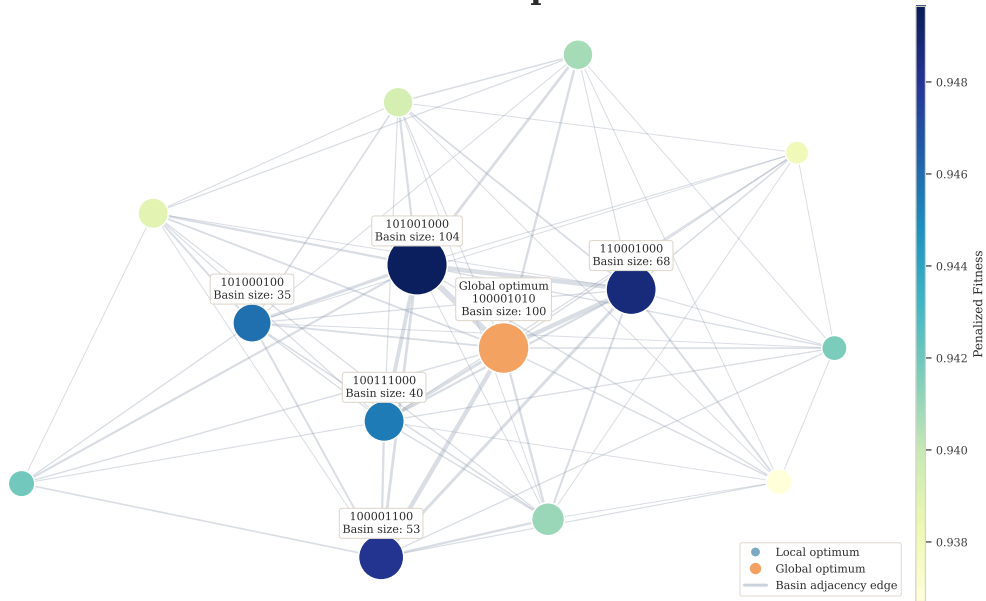 101001000
Basin size: 104
110001000
Basin size: 68
101000100
Basin size: 35
Global optimum
100001010
Basin size: 100
100111000
Basin size: 40
100001100
Basin size: 53
0.948
0.946
0.944
0.942
0.940
0.938
Penalized Fitness
Local optimum
Global optimum
Basin adjacency edge